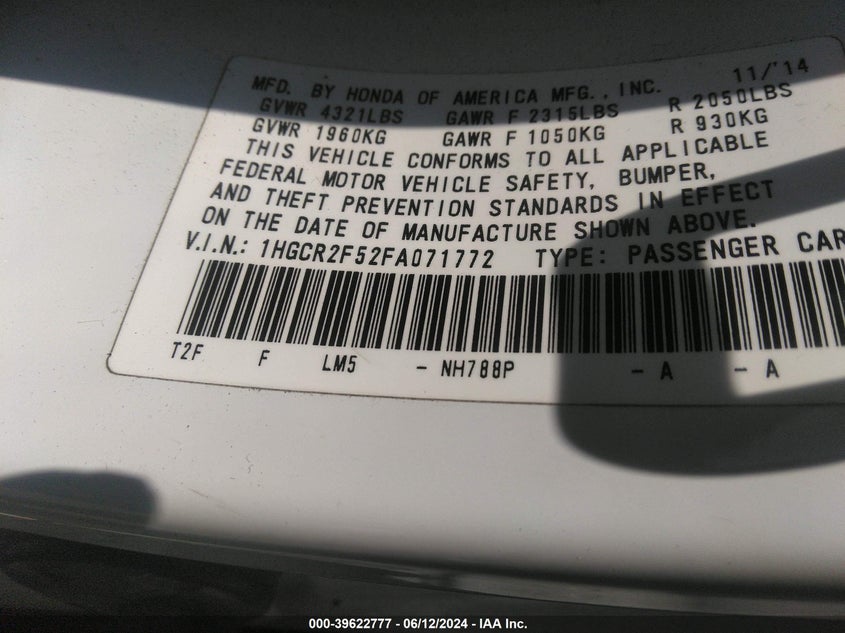 MFD. BY HONDA OF AMERICA MFG., INC. 11/'14
GVWR 4321LBS GAWR F 2315LBS R 2050LBS
GVWR 1960KG GAWR F 1050KG R 930KG
THIS VEHICLE CONFORMS TO ALL APPLICABLE
FEDERAL MOTOR VEHICLE SAFETY, BUMPER,
AND THEFT PREVENTION STANDARDS IN EFFECT
ON THE DATE OF MANUFACTURE SHOWN ABOVE.
V.I.N.: 1HGCR2F52FA071772 TYPE: PASSENGER CAR
T2F F LM5 - NH788P - A - A
000-39622777 - 06/12/2024 - IAA Inc.